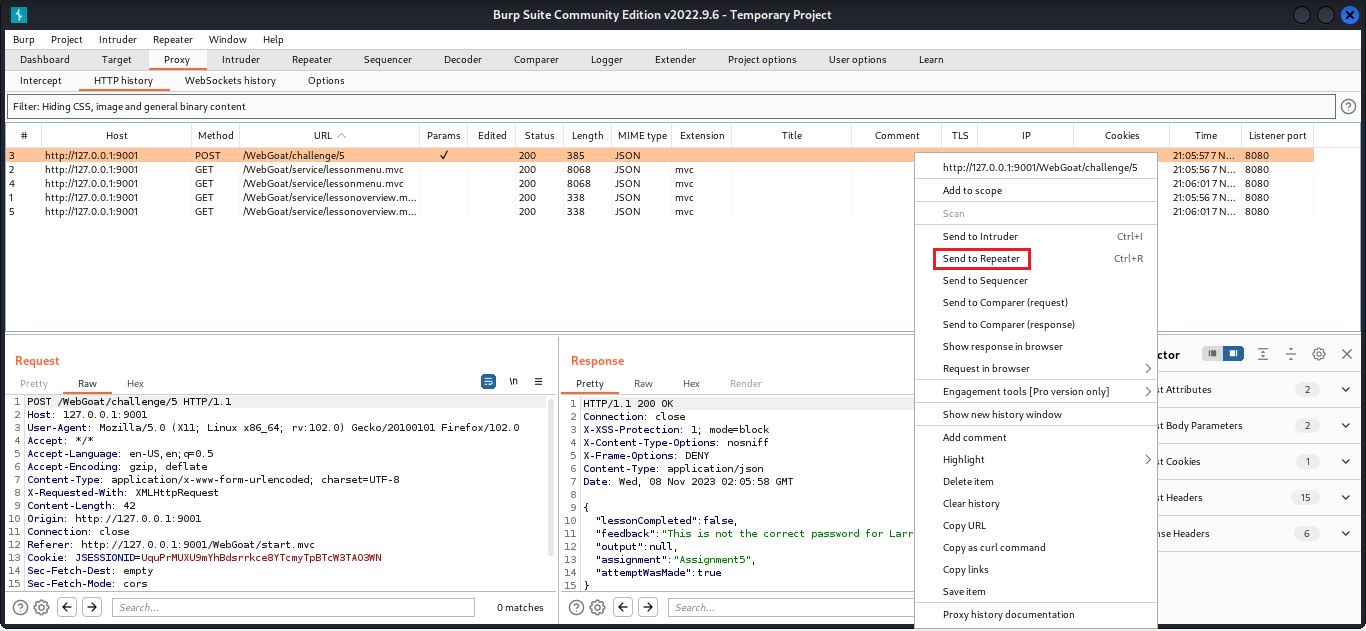 Burp Suite Community Edition v2022.9.6 - Temporary Project
Burp Project Intruder Repeater Window Help
Dashboard Target Proxy Intruder Repeater Sequencer Decoder Comparer Logger Extender Project options User options Learn
Intercept HTTP history WebSockets history Options
Filter: Hiding CSS, image and general binary content
# Host Method URL Params Edited Status Length MIME type Extension Title Comment TLS IP Cookies Time Listener port
3 http://127.0.0.1:9001 POST /WebGoat/challenge/5 ✓ 200 385 JSON 21:05:57 7 N... 8080
2 http://127.0.0.1:9001 GET /WebGoat/service/lessonmenu.mvc 200 8068 JSON mvc 21:05:56 7 N... 8080
4 http://127.0.0.1:9001 GET /WebGoat/service/lessonmenu.mvc 200 8068 JSON mvc 21:06:01 7 N... 8080
1 http://127.0.0.1:9001 GET /WebGoat/service/lessonoverview.m... 200 338 JSON mvc 21:05:56 7 N... 8080
5 http://127.0.0.1:9001 GET /WebGoat/service/lessonoverview.m... 200 338 JSON mvc 21:06:01 7 N... 8080
http://127.0.0.1:9001/WebGoat/challenge/5
Add to scope
Scan
Send to Intruder Ctrl+I
Send to Repeater Ctrl+R
Send to Sequencer
Send to Comparer (request)
Send to Comparer (response)
Show response in browser
Request in browser
Engagement tools [Pro version only]
Show new history window
Add comment
Highlight
Delete item
Clear history
Copy URL
Copy as curl command
Copy links
Save item
Proxy history documentation
Request
Pretty Raw Hex
\n
1 POST /WebGoat/challenge/5 HTTP/1.1
2 Host: 127.0.0.1:9001
3 User-Agent: Mozilla/5.0 (X11; Linux x86_64; rv:102.0) Gecko/20100101 Firefox/102.0
4 Accept: */*
5 Accept-Language: en-US,en;q=0.5
6 Accept-Encoding: gzip, deflate
7 Content-Type: application/x-www-form-urlencoded; charset=UTF-8
8 X-Requested-With: XMLHttpRequest
9 Content-Length: 42
10 Origin: http://127.0.0.1:9001
11 Connection: close
12 Referer: http://127.0.0.1:9001/WebGoat/start.mvc
13 Cookie: JSESSIONID=UquPrMUXU9mYhBdsrrkce8YTcmyTpBTcW3TAO3WN
14 Sec-Fetch-Dest: empty
15 Sec-Fetch-Mode: cors
Search... 0 matches
Response
Pretty Raw Hex Render
1 HTTP/1.1 200 OK
2 Connection: close
3 X-XSS-Protection: 1; mode=block
4 X-Content-Type-Options: nosniff
5 X-Frame-Options: DENY
6 Content-Type: application/json
7 Date: Wed, 08 Nov 2023 02:05:58 GMT
8
9 {
10 "lessonCompleted":false,
11 "feedback":"This is not the correct password for Larr
12 "output":null,
13 "assignment":"Assignment5",
14 "attemptWasMade":true
15 }
Search...
ctor
st Attributes 2
st Body Parameters 2
st Cookies 1
st Headers 15
nse Headers 6